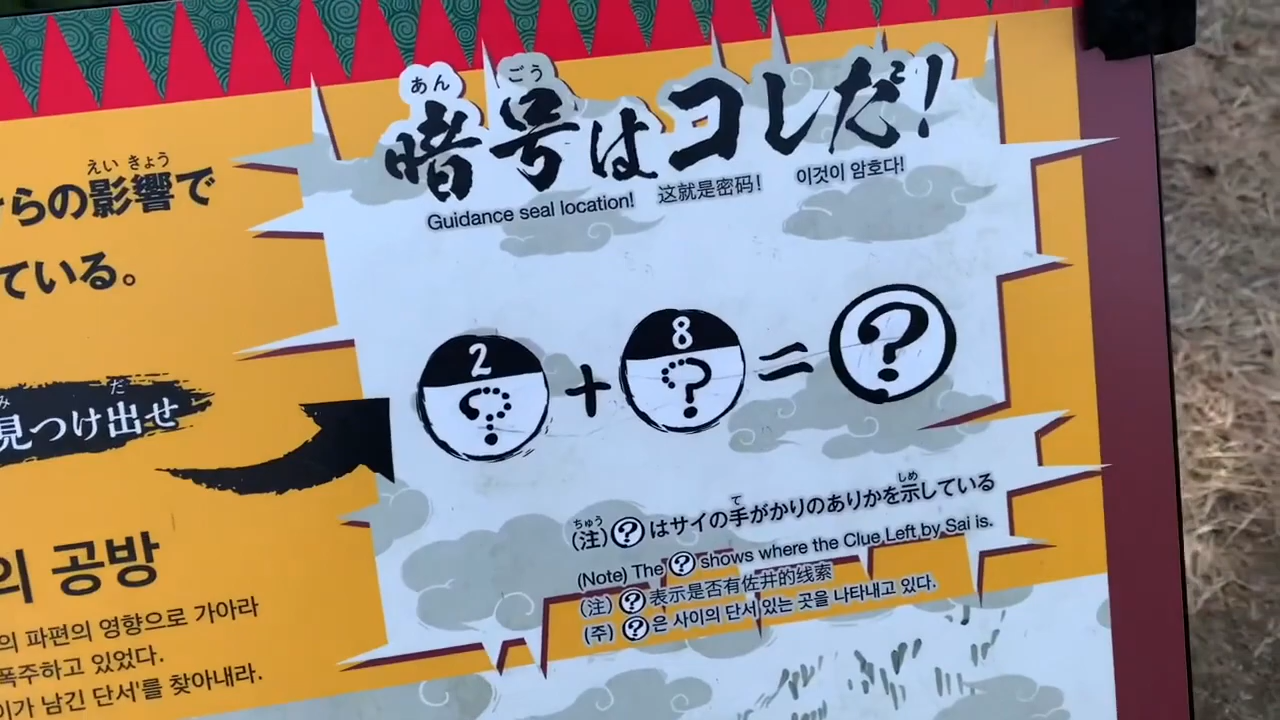 あん ごう
暗号はコレだ!
Guidance seal location! 这就是密码! 이것이 암호다!
えい きょう
らの影響で
ている。
み だ
見つけ出せ
2 ? + 8 ? = ?
ちゅう て しめ
(注)?はサイの手がかりのありかを示している
(Note) The ? shows where the Clue Left by Sai is.
(注) ? 表示是否有佐井的线索
(주) ? 은 사이의 단서 있는 곳을 나타내고 있다.
의 공방
의 파편의 영향으로 가아라
폭주하고 있었다.
이가 남긴 단서'를 찾아내라.